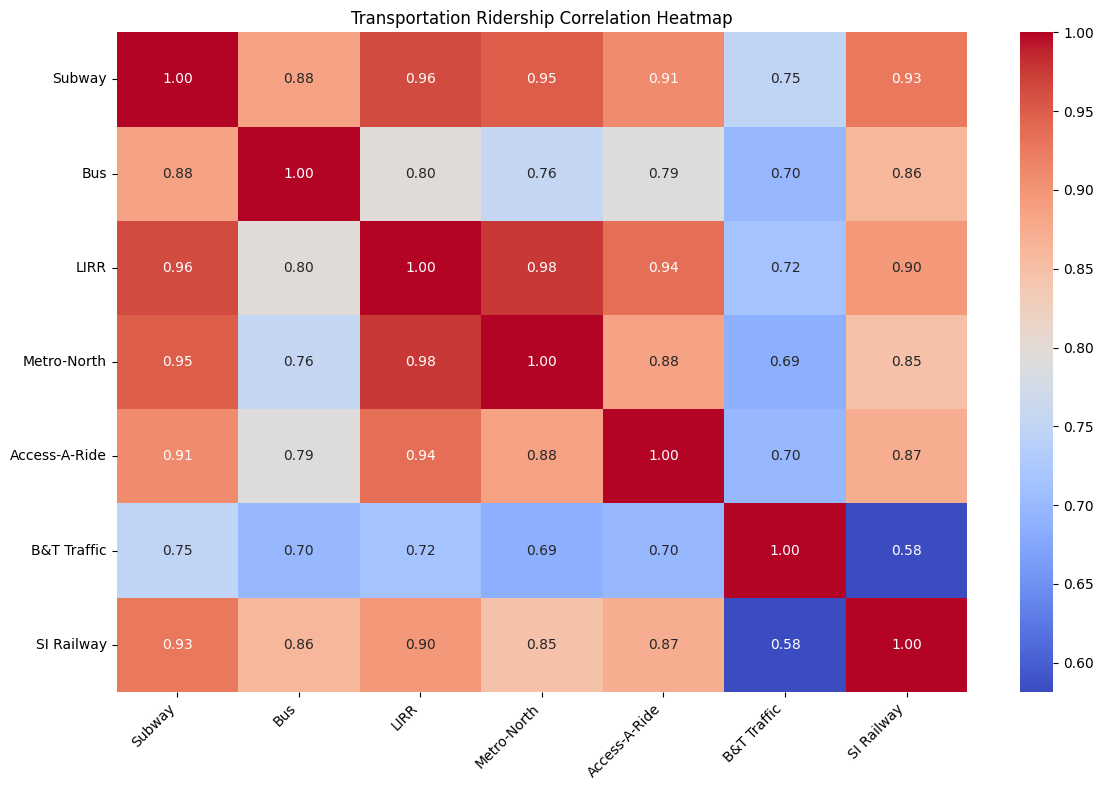 Transportation Ridership Correlation Heatmap
Subway 1.00 0.88 0.96 0.95 0.91 0.75 0.93
Bus 0.88 1.00 0.80 0.76 0.79 0.70 0.86
LIRR 0.96 0.80 1.00 0.98 0.94 0.72 0.90
Metro-North 0.95 0.76 0.98 1.00 0.88 0.69 0.85
Access-A-Ride 0.91 0.79 0.94 0.88 1.00 0.70 0.87
B&T Traffic 0.75 0.70 0.72 0.69 0.70 1.00 0.58
SI Railway 0.93 0.86 0.90 0.85 0.87 0.58 1.00
Subway Bus LIRR Metro-North Access-A-Ride B&T Traffic SI Railway
1.00
0.95
0.90
0.85
0.80
0.75
0.70
0.65
0.60